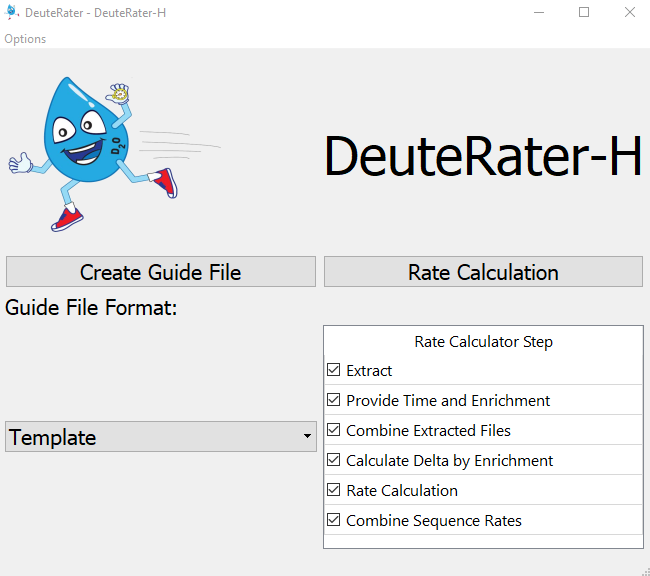 DeuteRater - DeuteRater-H
Options
D2O
DeuteRater-H
Create Guide File
Rate Calculation
Guide File Format:
Template
Rate Calculator Step
Extract
Provide Time and Enrichment
Combine Extracted Files
Calculate Delta by Enrichment
Rate Calculation
Combine Sequence Rates